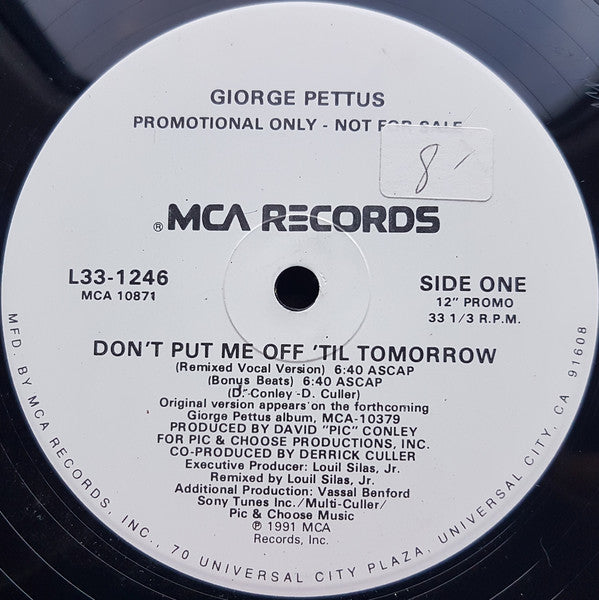 GIORGE PETTUS
PROMOTIONAL ONLY - NOT FOR SALE
8
® MCA RECORDS
L33-1246
MCA 10871
SIDE ONE
12" PROMO
33 1/3 R.P.M.
DON'T PUT ME OFF 'TIL TOMORROW
(Remixed Vocal Version) 6:40 ASCAP
(Bonus Beats) 6:40 ASCAP
(D. Conley -D. Culler)
Original version appears on the forthcoming
Giorge Pettus album, MCA-10379
PRODUCED BY DAVID "PIC" CONLEY
FOR PIC & CHOOSE PRODUCTIONS, INC.
CO-PRODUCED BY DERRICK CULLER
Executive Producer: Louil Silas, Jr.
Remixed by Louil Silas, Jr.
Additional Production: Vassal Benford
Sony Tunes Inc./Multi-Culler/
Pic & Choose Music
℗ 1991 MCA
Records, Inc.
MFD. BY MCA RECORDS, INC., 70 UNIVERSAL CITY PLAZA, UNIVERSAL CITY, CA 91608